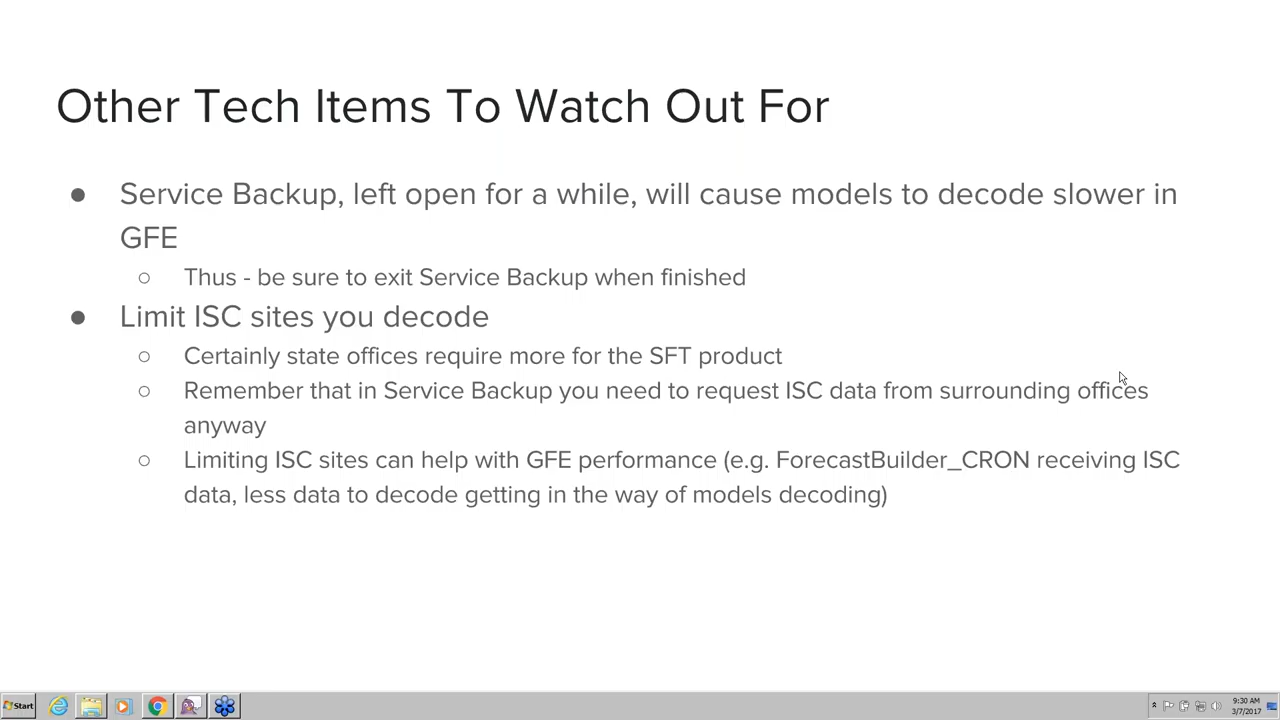 Other Tech Items To Watch Out For
● Service Backup, left open for a while, will cause models to decode slower in
GFE
○ Thus - be sure to exit Service Backup when finished
● Limit ISC sites you decode
○ Certainly state offices require more for the SFT product
○ Remember that in Service Backup you need to request ISC data from surrounding offices
anyway
○ Limiting ISC sites can help with GFE performance (e.g. ForecastBuilder_CRON receiving ISC
data, less data to decode getting in the way of models decoding)
Start
9:30 AM
3/7/2017